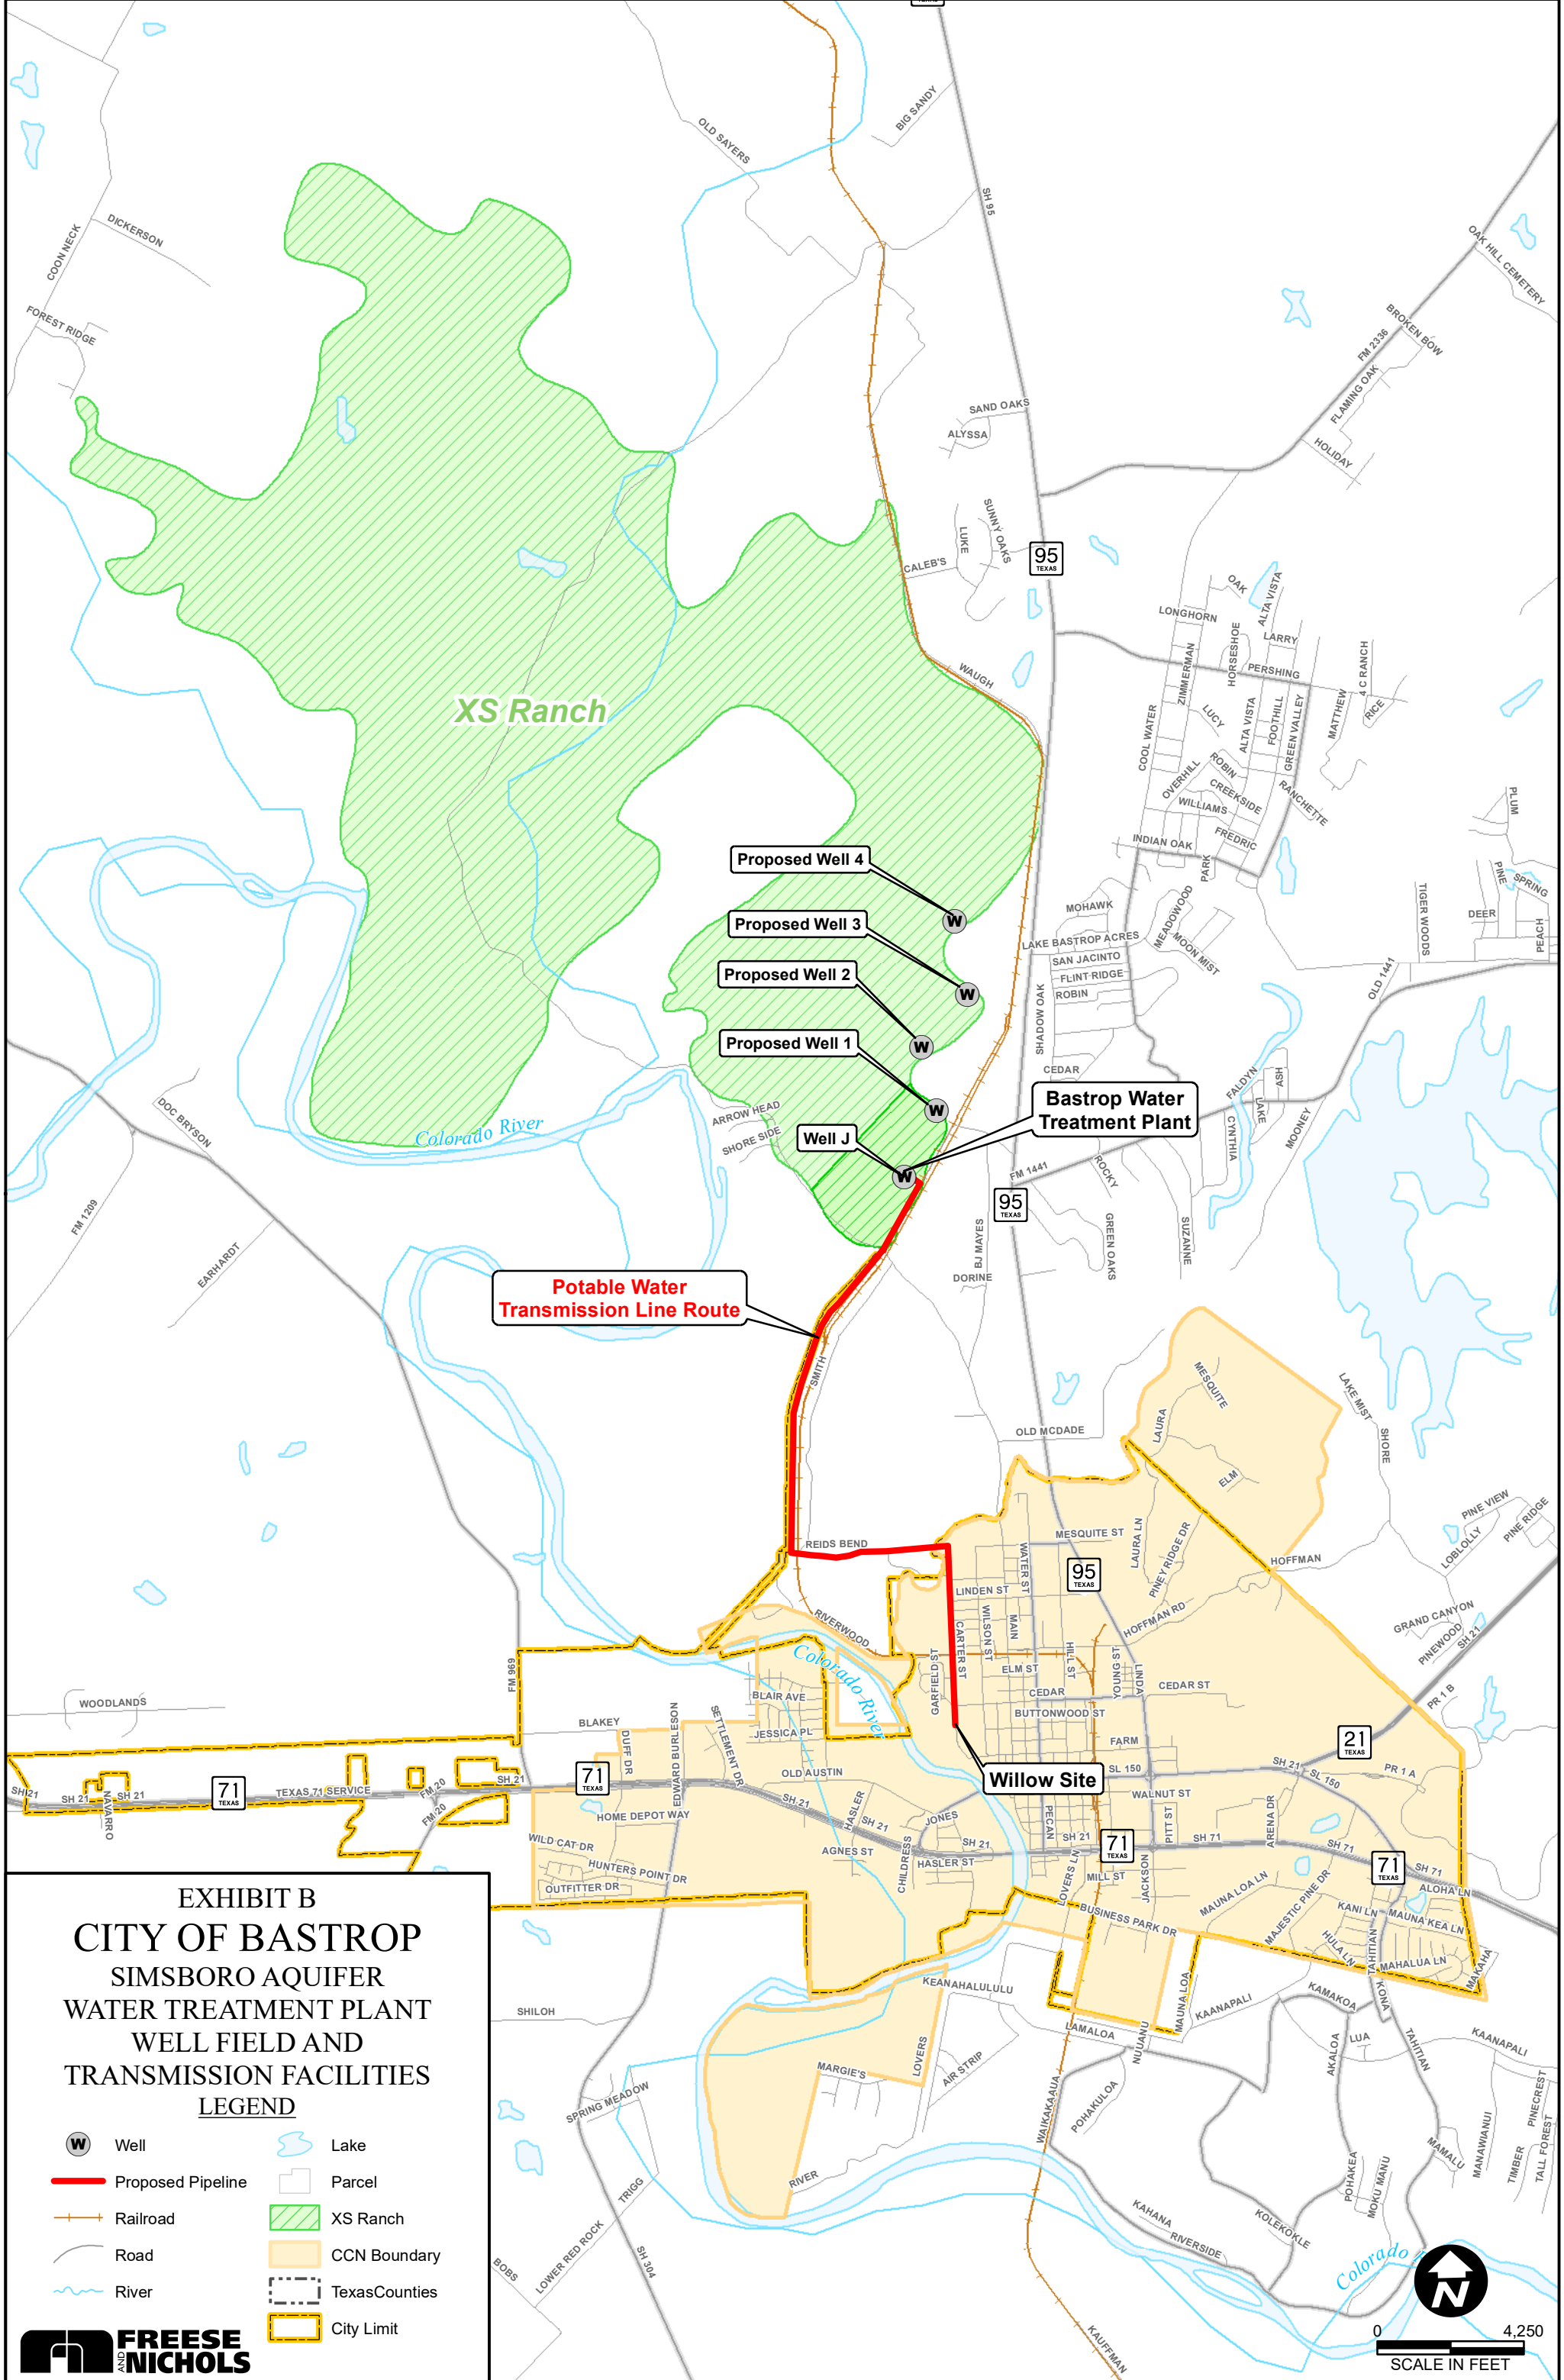 TEXAS
OLD SAYERS
BIG SANDY
SH 95
COON NECK
DICKERSON
FOREST RIDGE
OAK HILL CEMETERY
BROKEN BOW
FM 2336
FLAMING OAK
HOLIDAY
SAND OAKS
ALYSSA
LUKE
SUNNY OAKS
CALEB'S
95
TEXAS
OAK
ALTA VISTA
LONGHORN
HORSESHOE
LARRY
ZIMMERMAN
PERSHING
4 C RANCH
WAUGH
XS Ranch
LUCY
ALTA VISTA
FOOTHILL
GREEN VALLEY
MATTHEW
RICE
COOL WATER
OVERHILL
ROBIN
CREEKSIDE
WILLIAMS
RANCHETTE
FREDRIC
INDIAN OAK
PARK
PLUM
PINE
SPRING
DEER
PEACH
TIGER WOODS
OLD 1441
Proposed Well 4
W
Proposed Well 3
W
Proposed Well 2
W
Proposed Well 1
W
MOHAWK
MEADOWOOD
LAKE BASTROP ACRES
MOON MIST
SAN JACINTO
FLINT RIDGE
ROBIN
SHADOW OAK
CEDAR
Bastrop Water
Treatment Plant
Well J
W
ARROW HEAD
SHORE SIDE
Colorado River
DOC BRYSON
FM 1209
EARHARDT
FALDYN
ASH
LAKE
CYNTHIA
MOONEY
FM 1441
ROCKY
95
TEXAS
GREEN OAKS
SUZANNE
BJ MAYES
DORINE
Potable Water
Transmission Line Route
SMITH
OLD MCDADE
MESQUITE
LAURA
ELM
LAKE MIST
SHORE
PINE VIEW
PINE RIDGE
LOBLOLLY
REIDS BEND
MESQUITE ST
WATER ST
LAURA LN
PINEY RIDGE DR
HOFFMAN
95
TEXAS
LINDEN ST
WILSON ST
MAIN
HOFFMAN RD
RIVERWOOD
CARTER ST
GARFIELD ST
ELM ST
HILL ST
YOUNG ST
LINDA
CEDAR
CEDAR ST
BUTTONWOOD ST
GRAND CANYON
PINEWOOD
SH 21
PR 1 B
Colorado River
FM 969
WOODLANDS
BLAIR AVE
JESSICA PL
BLAKEY
DUFF DR
EDWARD BURLESON
SETTLEMENT DR
OLD AUSTIN
FARM
Willow Site
SL 150
SH 21
SL 150
PR 1 A
21
TEXAS
71
TEXAS
71
TEXAS
SH 21
SH 21
SH 21
NAVARRO
TEXAS 71 SERVICE
FM 20
FM 20
SH 21
HOME DEPOT WAY
WILD CAT DR
HUNTERS POINT DR
OUTFITTER DR
SH 21
HASLER
SH 21
JONES
AGNES ST
CHILDRESS
HASLER ST
SH 21
PECAN
SH 21
71
TEXAS
WALNUT ST
PITT ST
SH 71
ARENA DR
SH 71
71
TEXAS
SH 71
ALOHA LN
LOVERS LN
MILL ST
JACKSON
MAUNA LOA LN
MAJESTIC PINE DR
KANI LN
MAUNA KEA LN
HULA LN
TAHITIAN
MAHALUA LN
MAKAHA
BUSINESS PARK DR
KEANAHALULULU
MAUNA LOA
KAANAPALI
KAMAKOA
KONA
LAMALOA
NUUANU
AKALOA
LUA
TAHITIAN
KAANAPALI
SHILOH
MARGIE'S
LOVERS
AIR STRIP
SPRING MEADOW
WAIKAKAAUA
POHAKULOA
PINECREST
MANAWIANUI
MAMALU
TIMBER
TALL FOREST
POHAKEA
MOKU MANU
RIVER
TRIGG
KAHANA
RIVERSIDE
KOLEKOKLE
LOWER RED ROCK
SH 304
BOBS
KAUFFMAN
Colorado
EXHIBIT B
CITY OF BASTROP
SIMSBORO AQUIFER
WATER TREATMENT PLANT
WELL FIELD AND
TRANSMISSION FACILITIES
LEGEND
W Well
Lake
Proposed Pipeline
Parcel
Railroad
XS Ranch
Road
CCN Boundary
River
TexasCounties
City Limit
FREESE
AND NICHOLS
N
0 4,250
SCALE IN FEET